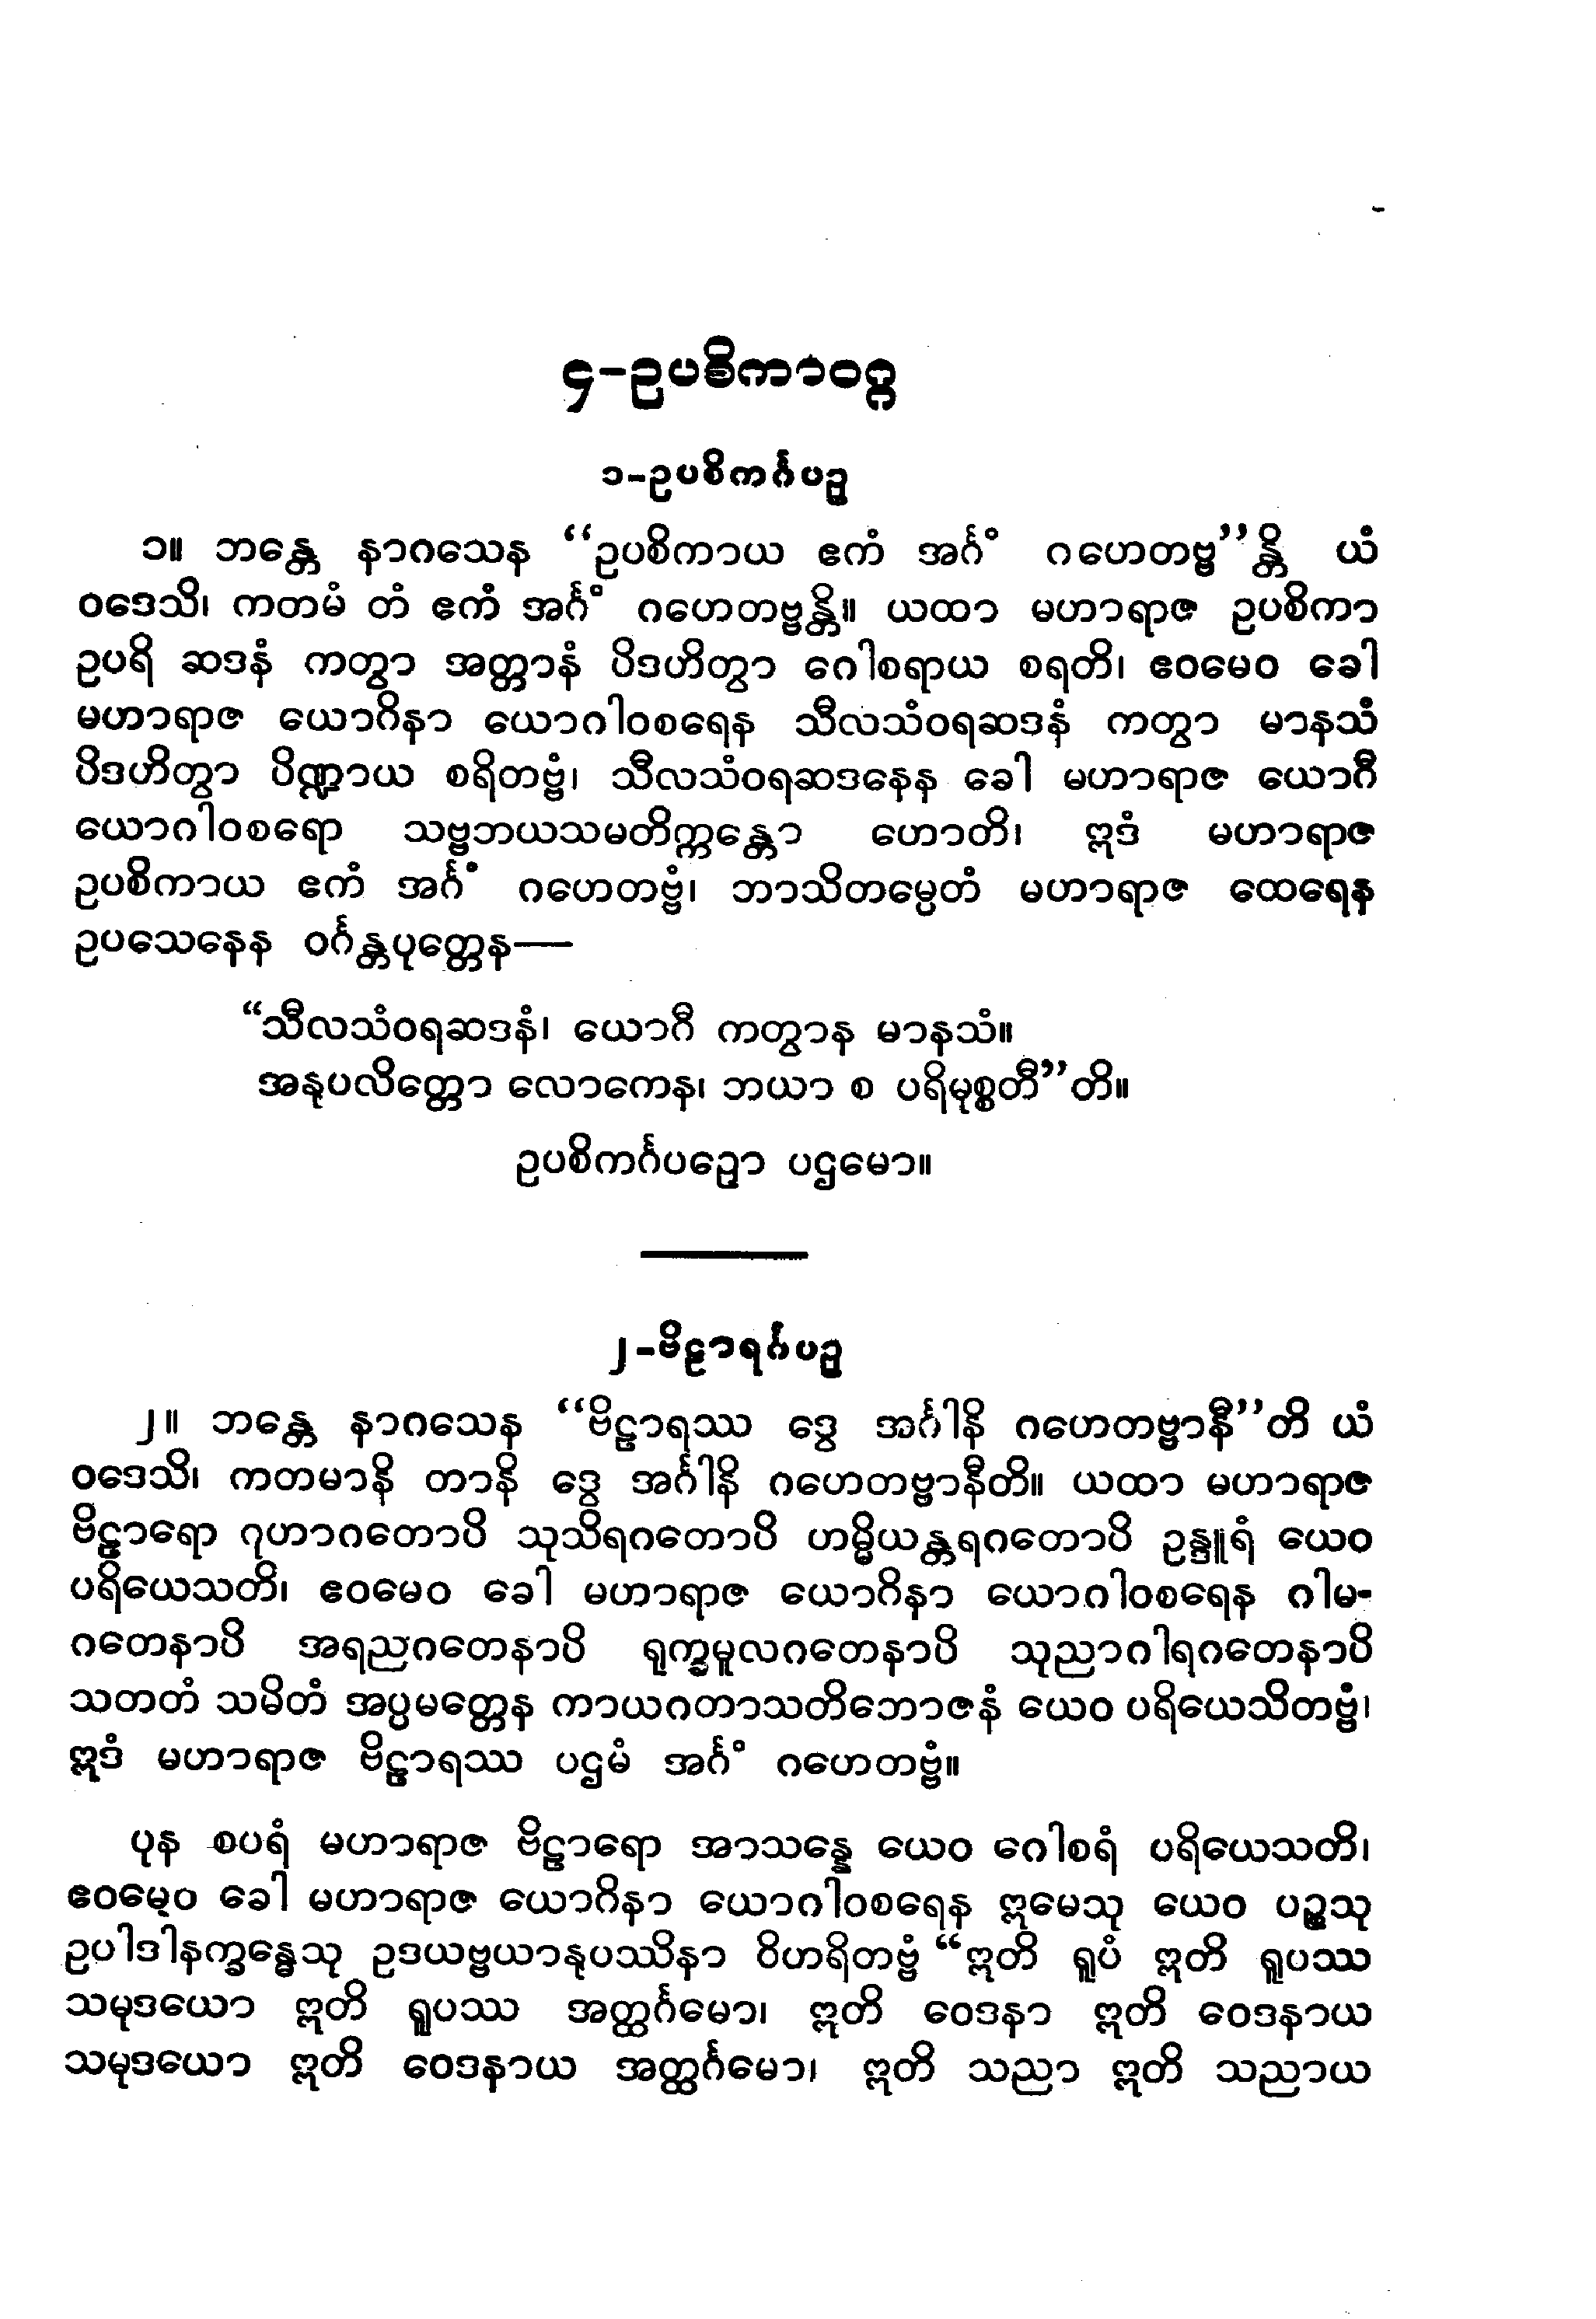 ၄-ဥပစိကာဝဂ္ဂ
၁-ဥပစိကင်္ဂပဉှ
၁။ ဘန္တေ နာဂသေန “ဥပစိကာယ ဧကံ အင်္ဂံ ဂဟေတဗ္ဗ”န္တိ ယံ
ဝဒေသိ၊ ကတမံ တံ ဧကံ အင်္ဂံ ဂဟေတဗ္ဗန္တိ။ ယထာ မဟာရာဇ ဥပစိကာ
ဥပရိ ဆဒနံ ကတွာ အတ္တာနံ ပိဒဟိတွာ ဂေါစရာယ စရတိ၊ ဧဝမေဝ ခေါ
မဟာရာဇ ယောဂိနာ ယောဂါဝစရေန သီလသံဝရဆဒနံ ကတွာ မာနသံ
ပိဒဟိတွာ ပိဏ္ဍာယ စရိတဗ္ဗံ၊ သီလသံဝရဆဒနေန ခေါ မဟာရာဇ ယောဂီ
ယောဂါဝစရော သဗ္ဗဘယသမတိက္ကန္တော ဟောတိ၊ ဣဒံ မဟာရာဇ
ဥပစိကာယ ဧကံ အင်္ဂံ ဂဟေတဗ္ဗံ၊ ဘာသိတမ္ပေတံ မဟာရာဇ ထေရေန
ဥပသေနေန ဝင်္ဂန္တပုတ္တေန—
“သီလသံဝရဆဒနံ၊ ယောဂီ ကတွာန မာနသံ။
အနုပလိတ္တော လောကေန၊ ဘယာ စ ပရိမုစ္စတီ”တိ။
ဥပစိကင်္ဂပဉှော ပဌမော။
၂-ဗိဠာရင်္ဂပဉှ
၂။ ဘန္တေ နာဂသေန “ဗိဠာရဿ ဒွေ အင်္ဂါနိ ဂဟေတဗ္ဗာနီ”တိ ယံ
ဝဒေသိ၊ ကတမာနိ တာနိ ဒွေ အင်္ဂါနိ ဂဟေတဗ္ဗာနီတိ။ ယထာ မဟာရာဇ
ဗိဠာရော ဂုဟာဂတောပိ သုသိရဂတောပိ ဟမ္မိယန္တရဂတောပိ ဥန္ဒူရံ ယေဝ
ပရိယေသတိ၊ ဧဝမေဝ ခေါ မဟာရာဇ ယောဂိနာ ယောဂါဝစရေန ဂါမ-
ဂတေနာပိ အရညဂတေနာပိ ရုက္ခမူလဂတေနာပိ သုညာဂါရဂတေနာပိ
သတတံ သမိတံ အပ္ပမတ္တေန ကာယဂတာသတိဘောဇနံ ယေဝ ပရိယေသိတဗ္ဗံ၊
ဣဒံ မဟာရာဇ ဗိဠာရဿ ပဌမံ အင်္ဂံ ဂဟေတဗ္ဗံ။
ပုန စပရံ မဟာရာဇ ဗိဠာရော အာသန္နေ ယေဝ ဂေါစရံ ပရိယေသတိ၊
ဧဝမေဝ ခေါ မဟာရာဇ ယောဂိနာ ယောဂါဝစရေန ဣမေသု ယေဝ ပဉ္စသု
ဥပါဒါနက္ခန္ဓေသု ဥဒယဗ္ဗယာနုပဿိနာ ဝိဟရိတဗ္ဗံ “ဣတိ ရူပံ ဣတိ ရူပဿ
သမုဒယော ဣတိ ရူပဿ အတ္ထင်္ဂမော၊ ဣတိ ဝေဒနာ ဣတိ ဝေဒနာယ
သမုဒယော ဣတိ ဝေဒနာယ အတ္ထင်္ဂမော၊ ဣတိ သညာ ဣတိ သညာယ